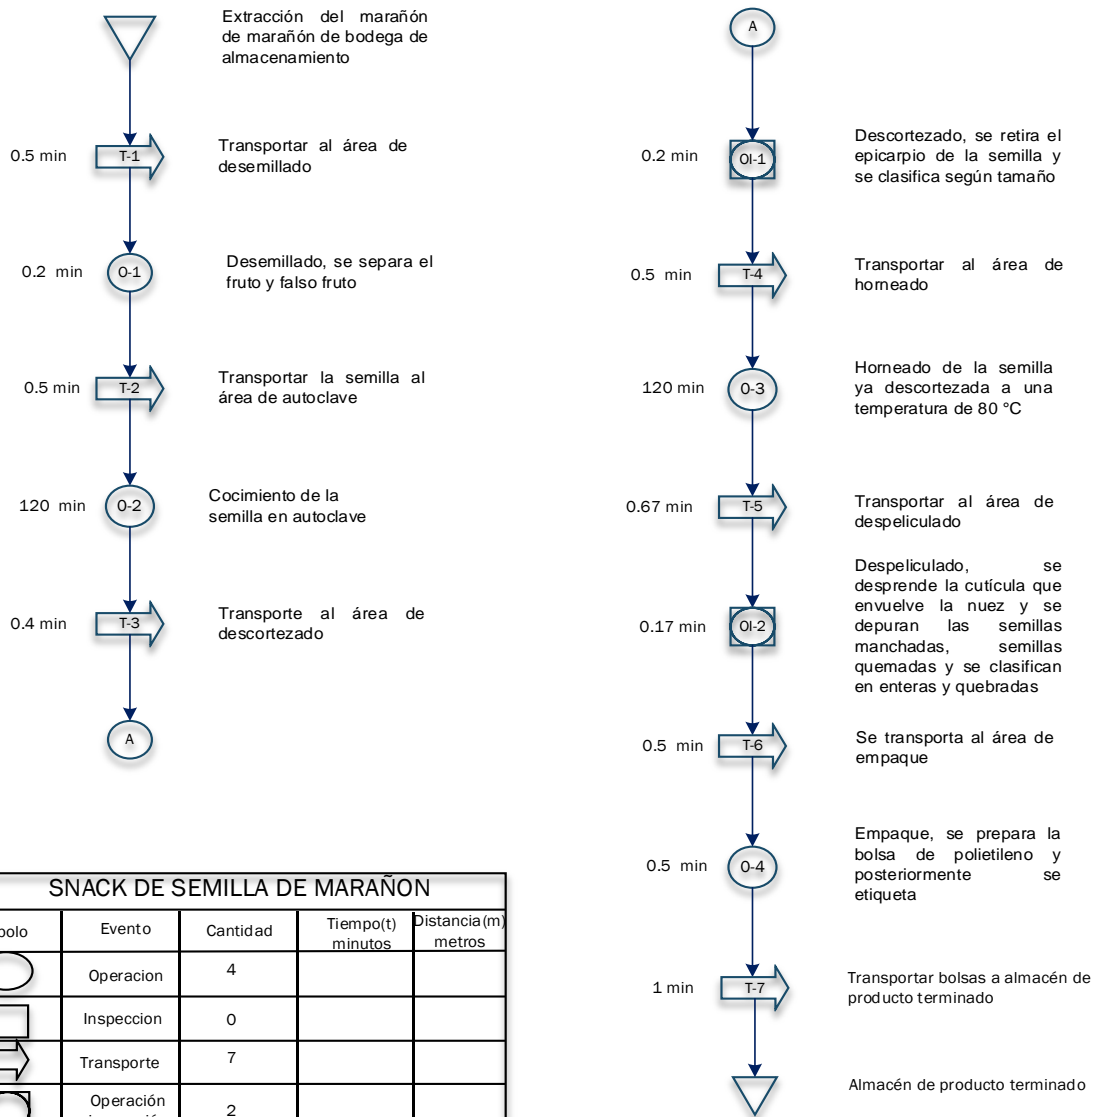 Extracción del marañón
de marañón de bodega de
almacenamiento
0.5 min
T-1
Transportar al área de
desemillado
0.2 min
O-1
Desemillado, se separa el
fruto y falso fruto
0.5 min
T-2
Transportar la semilla al
área de autoclave
120 min
O-2
Cocimiento de la
semilla en autoclave
0.4 min
T-3
Transporte al área de
descortezado
A
A
0.2 min
OI-1
Descortezado, se retira el
epicarpio de la semilla y
se clasifica según tamaño
0.5 min
T-4
Transportar al área de
horneado
120 min
O-3
Horneado de la semilla
ya descortezada a una
temperatura de 80 °C
0.67 min
T-5
Transportar al área de
despeliculado
0.17 min
OI-2
Despeliculado, se
desprende la cutícula que
envuelve la nuez y se
depuran las semillas
manchadas, semillas
quemadas y se clasifican
en enteras y quebradas
0.5 min
T-6
Se transporta al área de
empaque
0.5 min
O-4
Empaque, se prepara la
bolsa de polietileno y
posteriormente se
etiqueta
1 min
T-7
Transportar bolsas a almacén de
producto terminado
Almacén de producto terminado
SNACK DE SEMILLA DE MARAÑON
Evento
Cantidad
Tiempo(t)
minutos
Distancia(m)
metros
Operacion
4
Inspeccion
0
Transporte
7
Operación
2